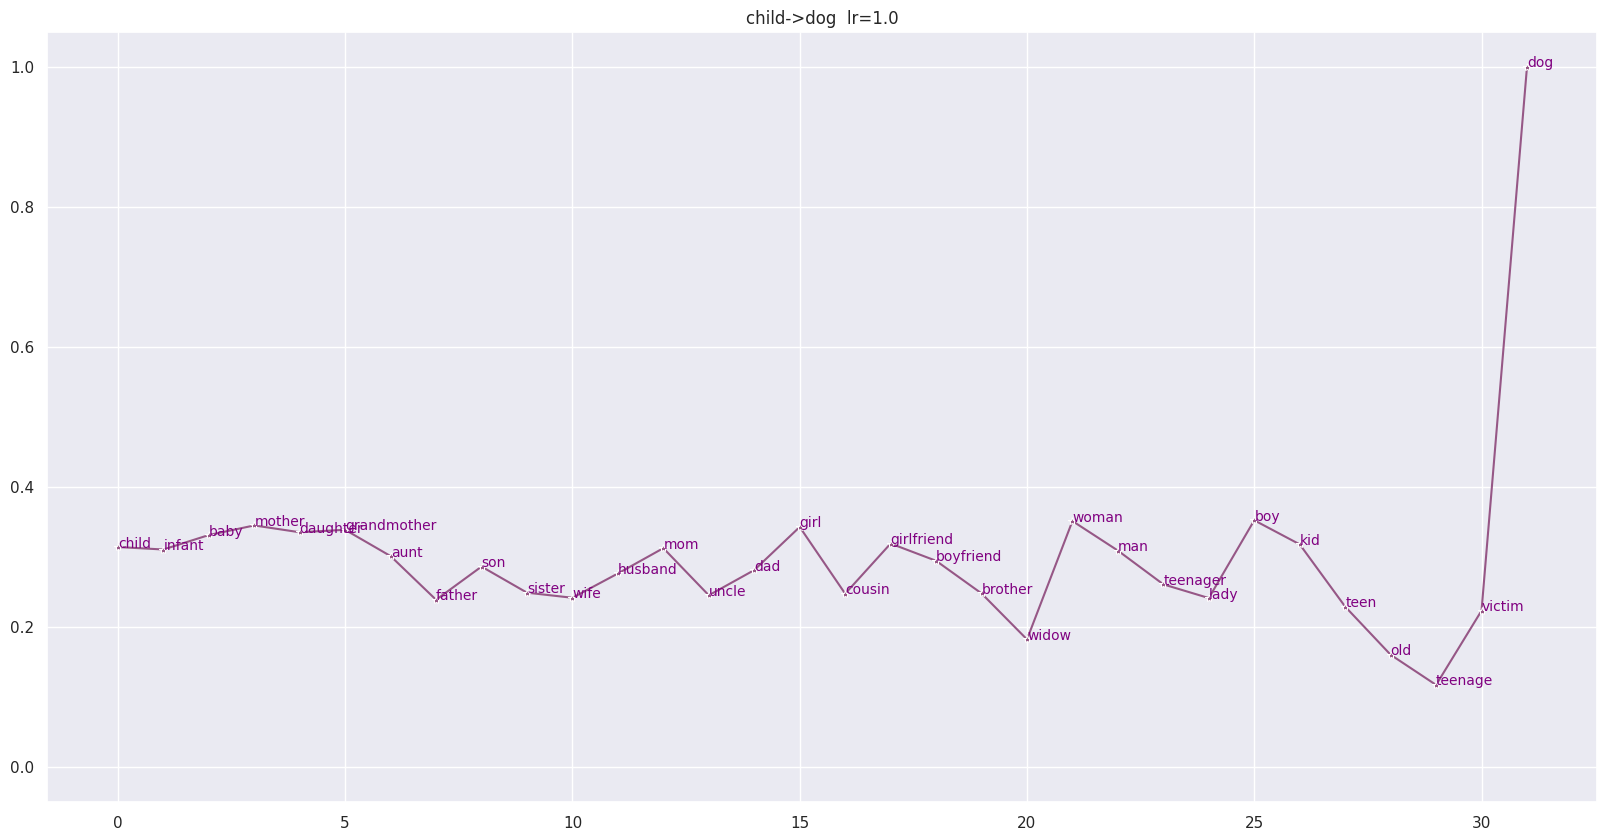 child->dog  lr=1.0
1.0
0.8
0.6
0.4
0.2
0.0
child
infant
baby
mother
daughter
grandmother
aunt
father
son
sister
wife
husband
mom
uncle
dad
girl
cousin
girlfriend
boyfriend
brother
widow
woman
man
teenager
lady
boy
kid
teen
old
teenage
victim
dog
0
5
10
15
20
25
30